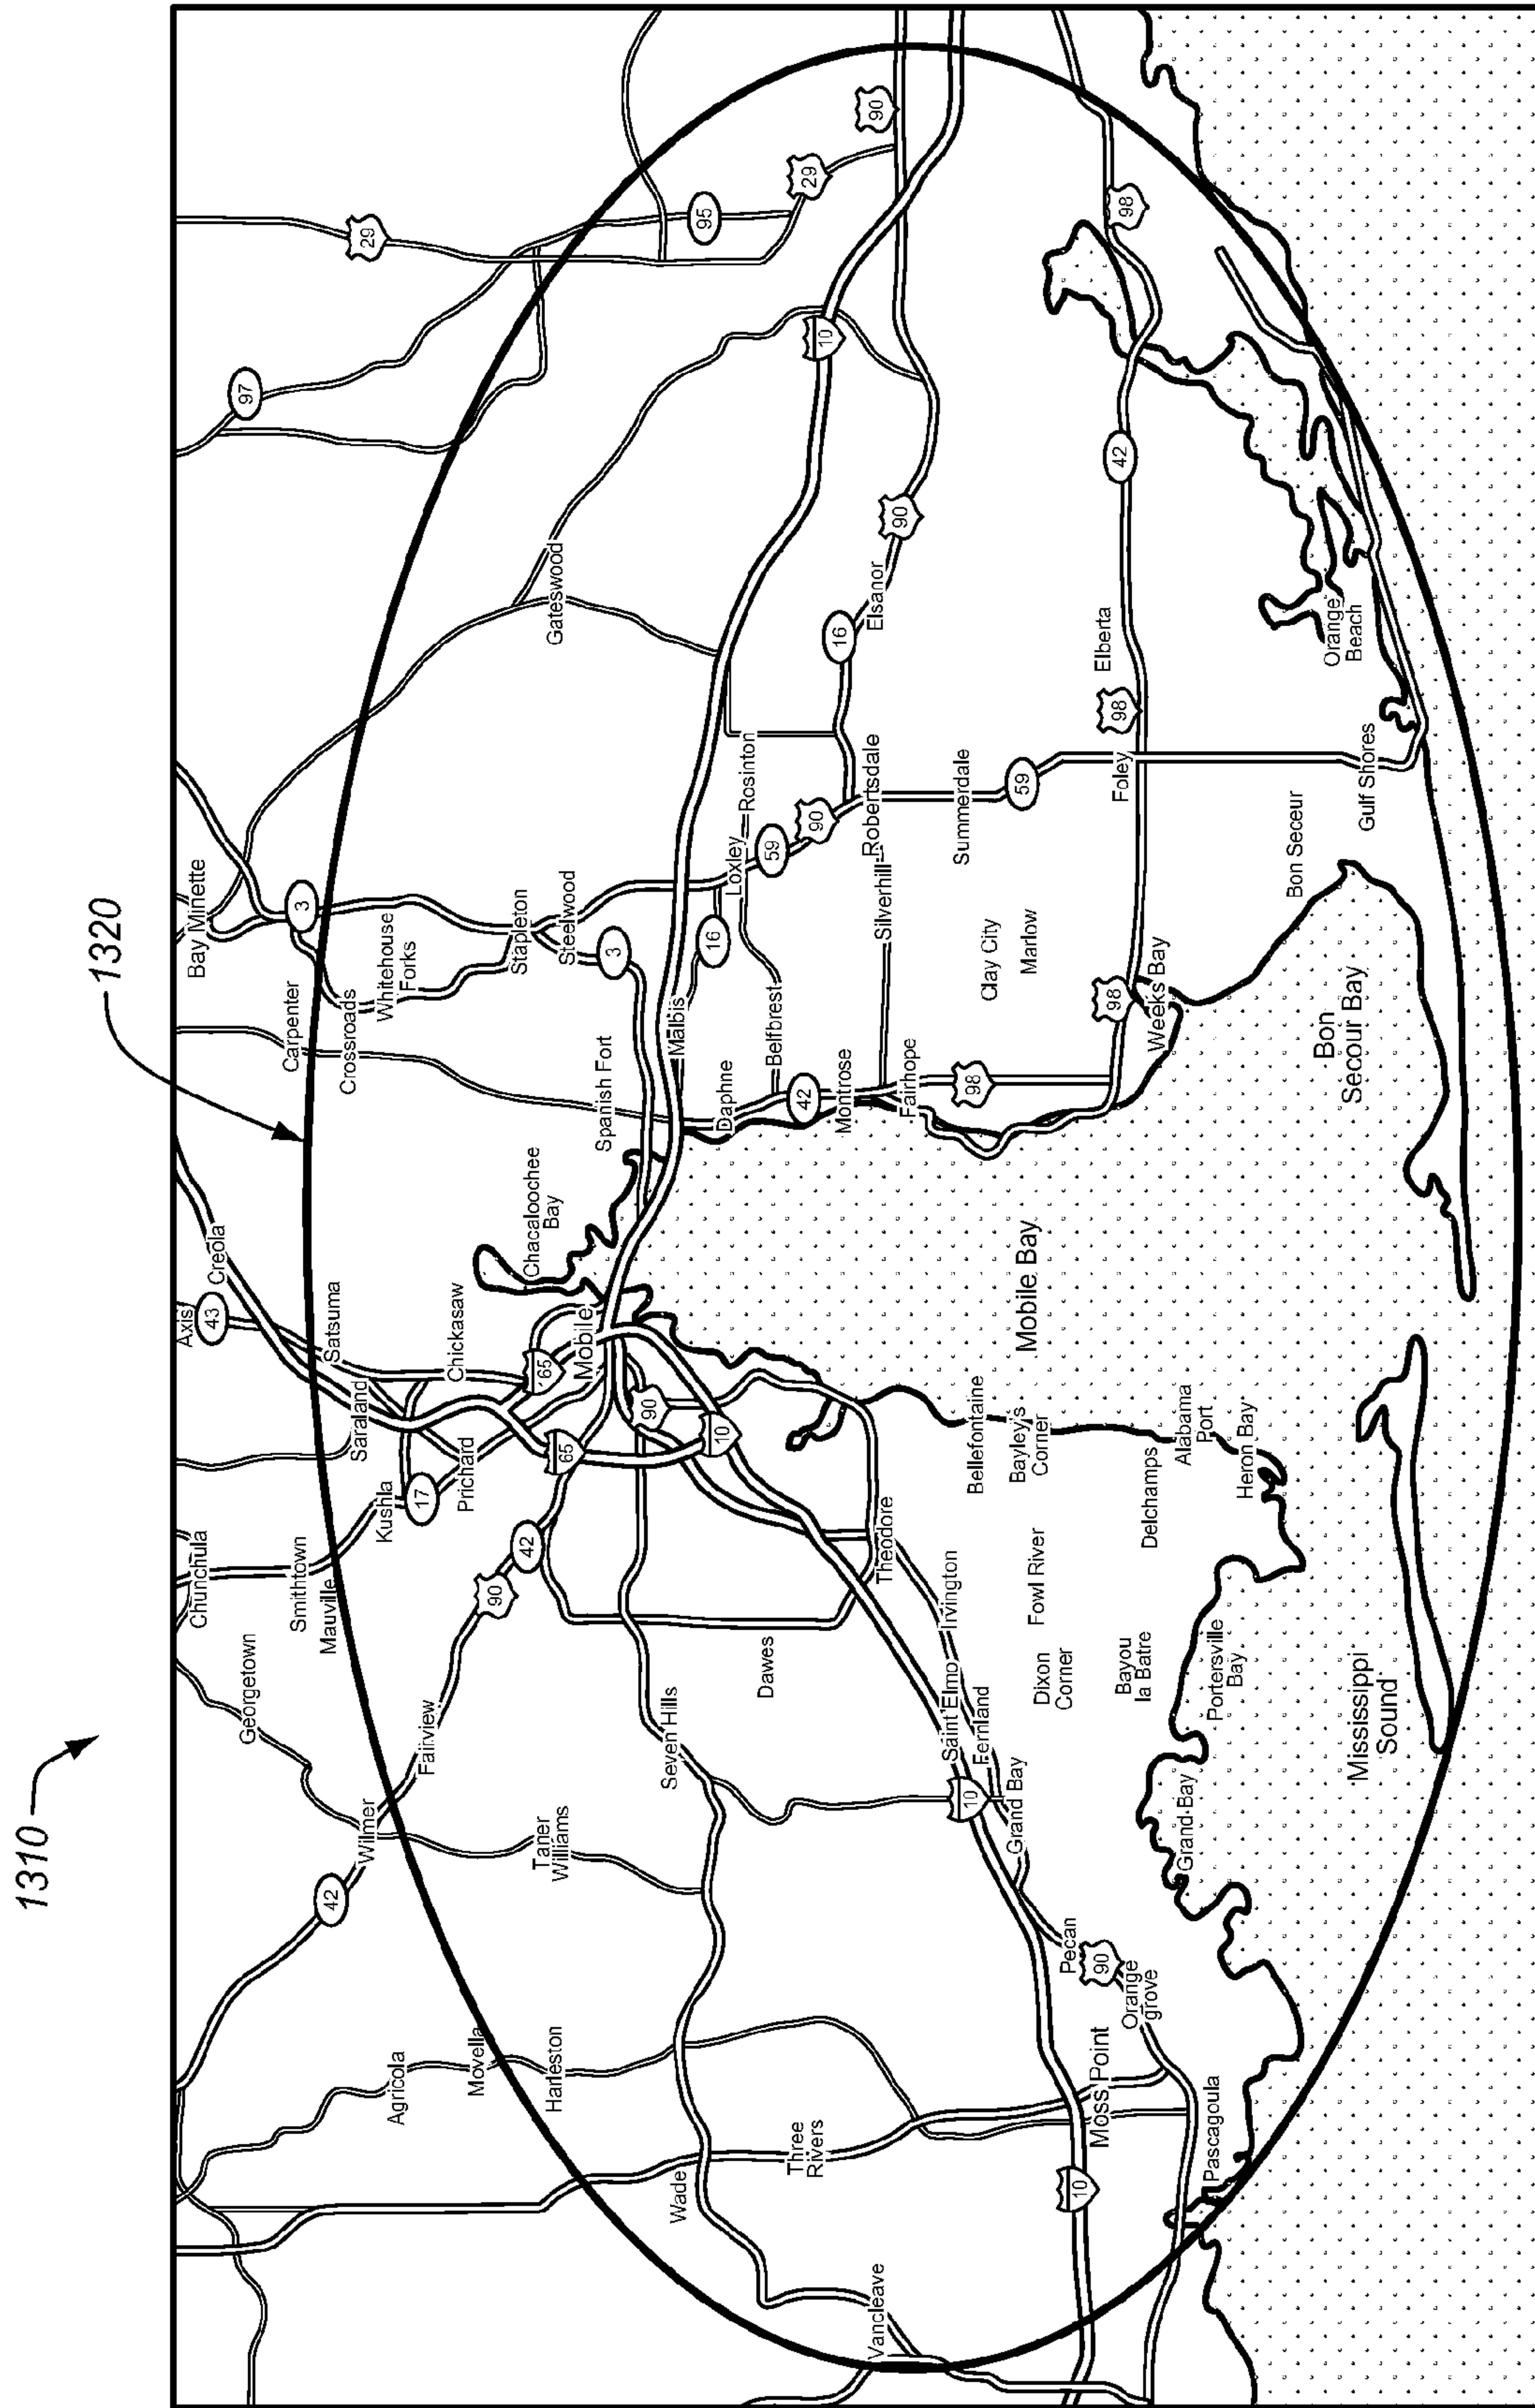 1310
1320
Axis
43
Creola
Bay Minette
97
29
Chunchula
Georgetown
Smithtown
Mauville
Satsuma
Carpenter
3
Crossroads
Whitehouse
Forks
42
Wilmer
Saraland
Kushla
17
Prichard
Chickasaw
Agricola
Movella
Harleston
Fairview
90
42
65
65
Taner
Williams
Chacaloochee
Bay
Stapleton
Steelwood
3
Gateswood
95
29
90
Mobile
90
10
Spanish Fort
Malbis
16
Loxley
Rosinton
59
90
10
Seven Hills
Wade
Dawes
Three
Rivers
Daphne
Belfbrest
42
Montrose
Silverhill
Robertsdale
16
Elsanor
90
Vancleave
Theodore
Fairhope
98
Summerdale
59
Irvington
Saint Elmo
Fernland
10
Grand Bay
Bellefontaine
Bayley's
Corner
Mobile Bay
Clay City
Marlow
Fowl River
Dixon
Corner
Pecan
90
Orange
grove
Moss Point
10
Delchamps
Alabama
Port
Heron Bay
98
Weeks Bay
Foley
98
Elberta
42
98
Bayou
la Batre
Portersville
Bay
Grand Bay
Pascagoula
Mississippi
Sound
Bon
Secour Bay
Bon Seceur
Gulf Shores
Orange
Beach